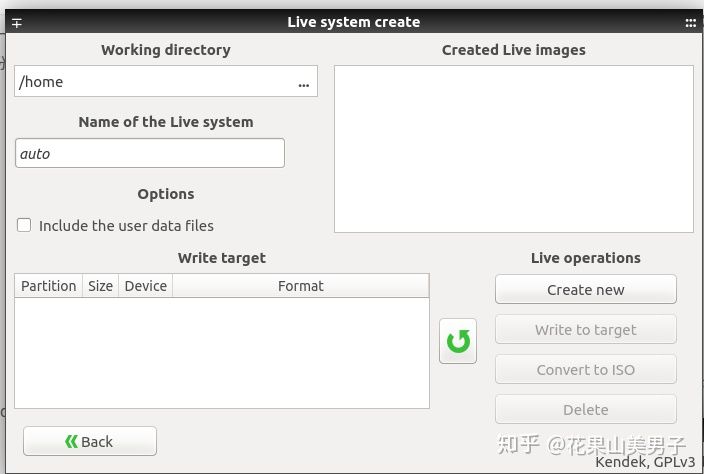 Live system create
Working directory
Created Live images
/home
...
Name of the Live system
auto
Options
Include the user data files
Write target
Live operations
Partition Size Device Format
Create new
Write to target
Convert to ISO
Delete
Back
知乎 @花果山美男子
Kendek, GPLv3